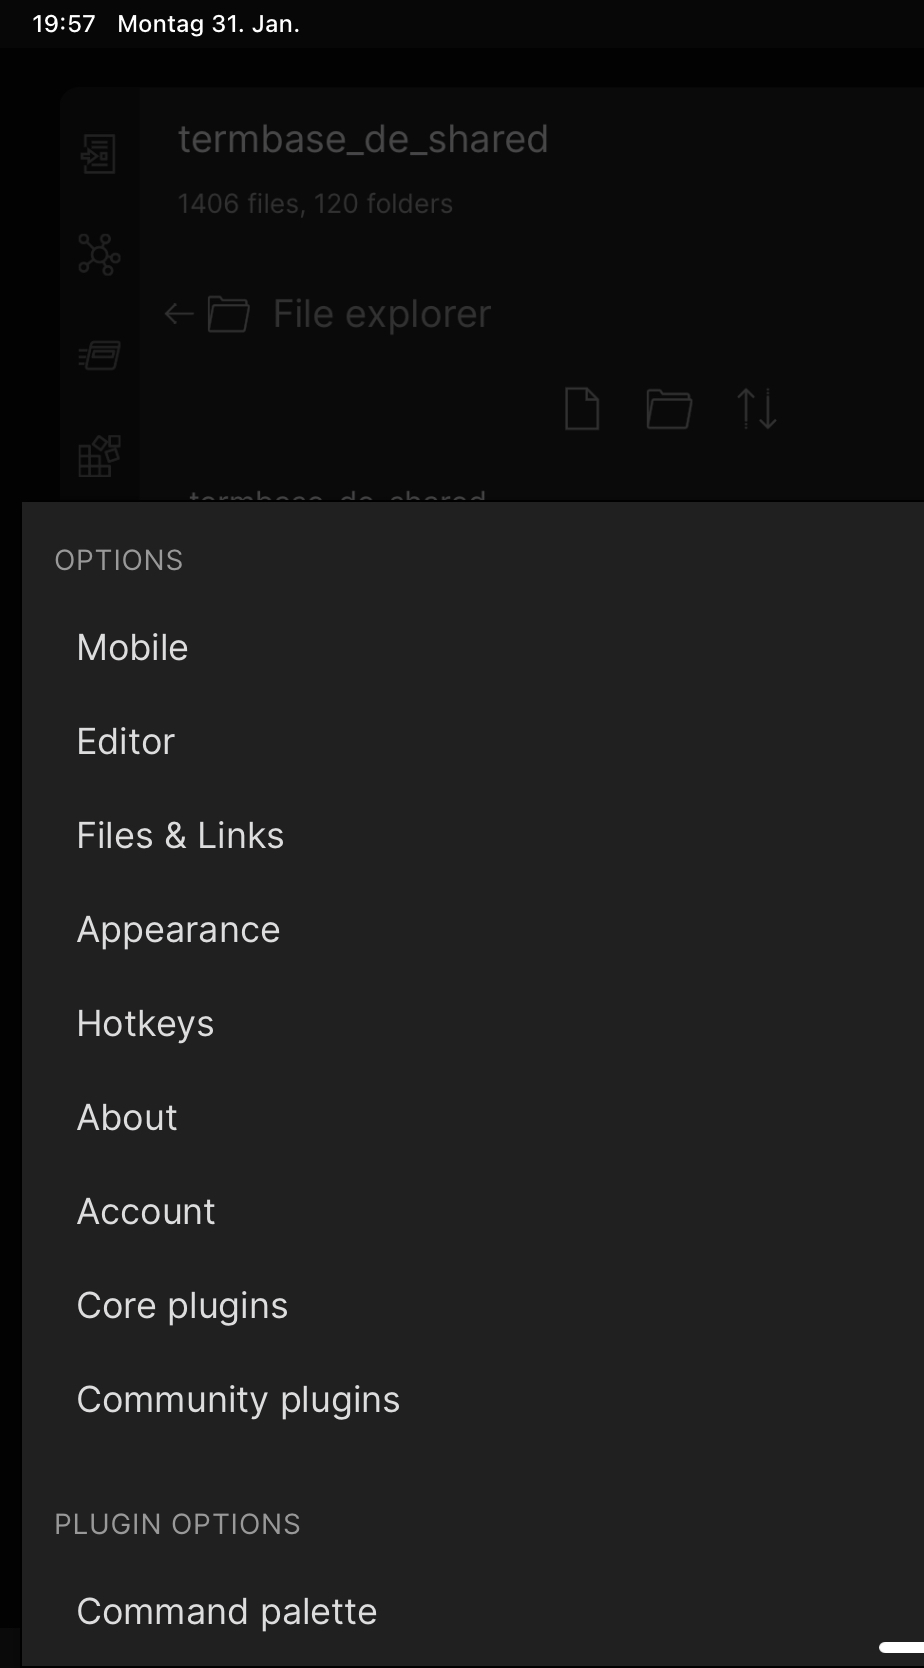 19:57 Montag 31. Jan.
termbase_de_shared
1406 files, 120 folders
File explorer
termbase_de_shared
OPTIONS
Mobile
Editor
Files & Links
Appearance
Hotkeys
About
Account
Core plugins
Community plugins
PLUGIN OPTIONS
Command palette